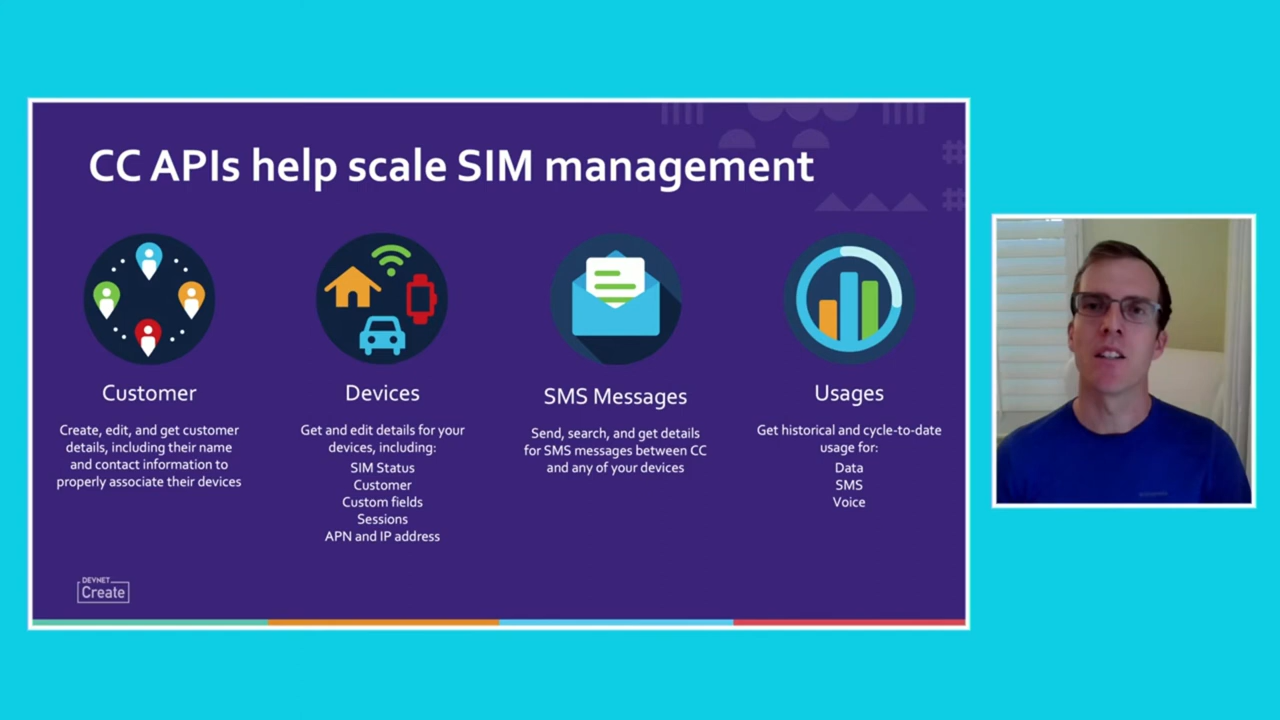 CC APIs help scale SIM management
Customer
Create, edit, and get customer
details, including their name
and contact information to
properly associate their devices
Devices
Get and edit details for your
devices, including:
SIM Status
Customer
Custom fields
Sessions
APN and IP address
SMS Messages
Send, search, and get details
for SMS messages between CC
and any of your devices
Usages
Get historical and cycle-to-date
usage for:
Data
SMS
Voice
DEVNET
Create